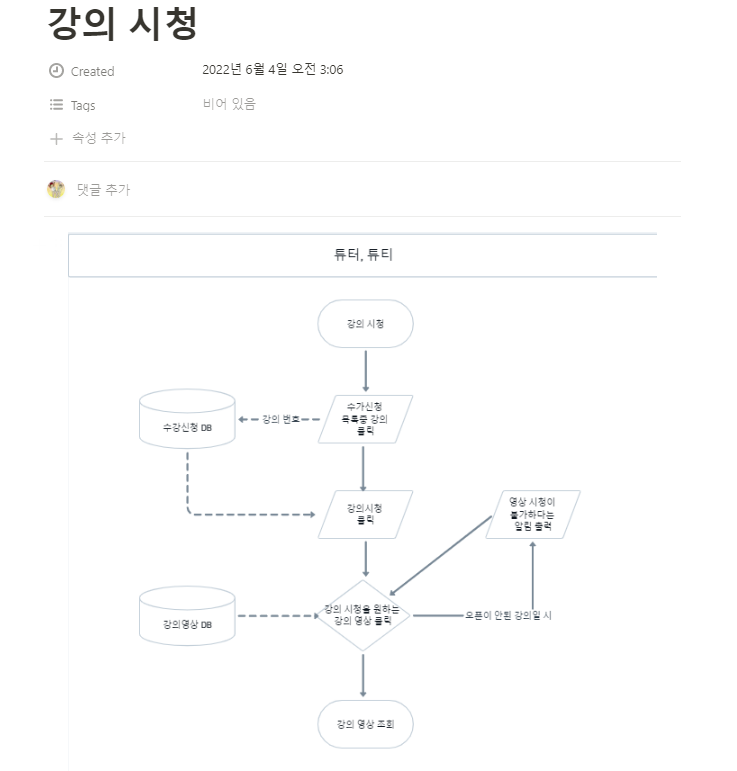 강의 시청
Created
2022년 6월 4일 오전 3:06
Tags
비어 있음
속성 추가
댓글 추가
튜터, 튜티
강의 시청
수가신청
목록중 강의
클릭
강의 번호
수강신청 DB
강의시청
클릭
영상 시청이
불가하다는
알림 출력
강의 시청을 원하는
강의 영상 클릭
오픈이 안된 강의일 시
강의영상 DB
강의 영상 조회